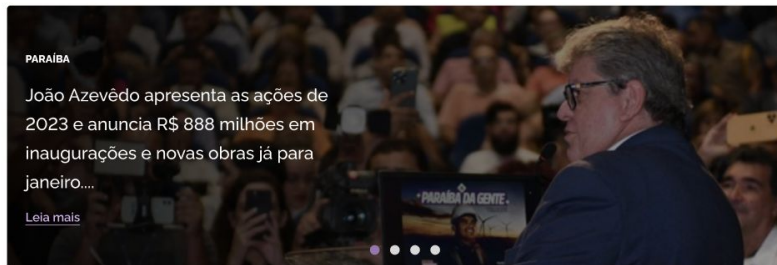 PARAÍBA
João Azevêdo apresenta as ações de
2023 e anuncia R$ 888 milhões em
inaugurações e novas obras já para
janeiro....
Leia mais
PARAÍBA DA GENTE